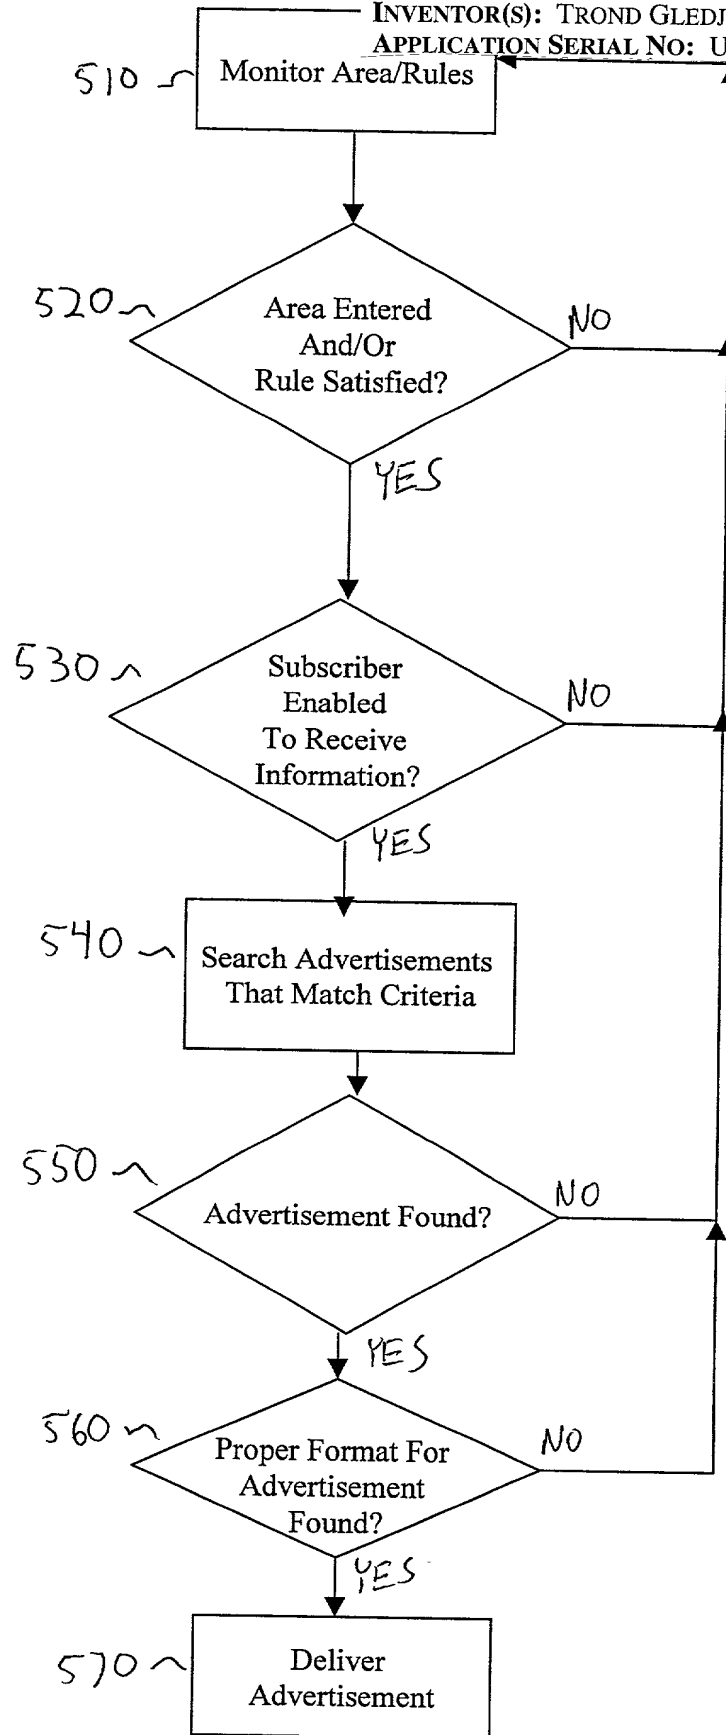 INVENTOR(S): TROND
APPLICATION SERIAL NO:
510
Monitor Area/Rules
520
Area Entered
And/Or
Rule Satisfied?
NO
YES
530
Subscriber
Enabled
To Receive
Information?
NO
YES
540
Search Advertisements
That Match Criteria
550
Advertisement Found?
NO
YES
560
Proper Format For
Advertisement
Found?
NO
YES
570
Deliver
Advertisement